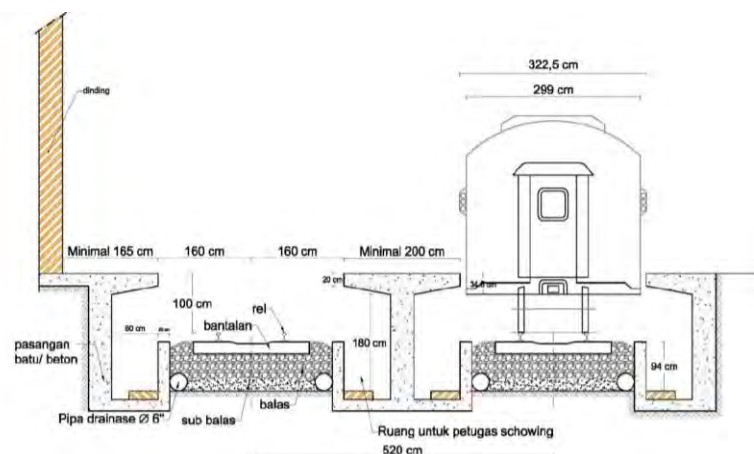 322,5 cm
299 cm
dinding
Minimal 165 cm
160 cm
160 cm
Minimal 200 cm
20 cm
100 cm
rel
60 cm
bantalan
180 cm
pasangan
batu/ beton
94 cm
Pipa drainase Ø 6"
sub balas
balas
Ruang untuk petugas schowing
520 cm